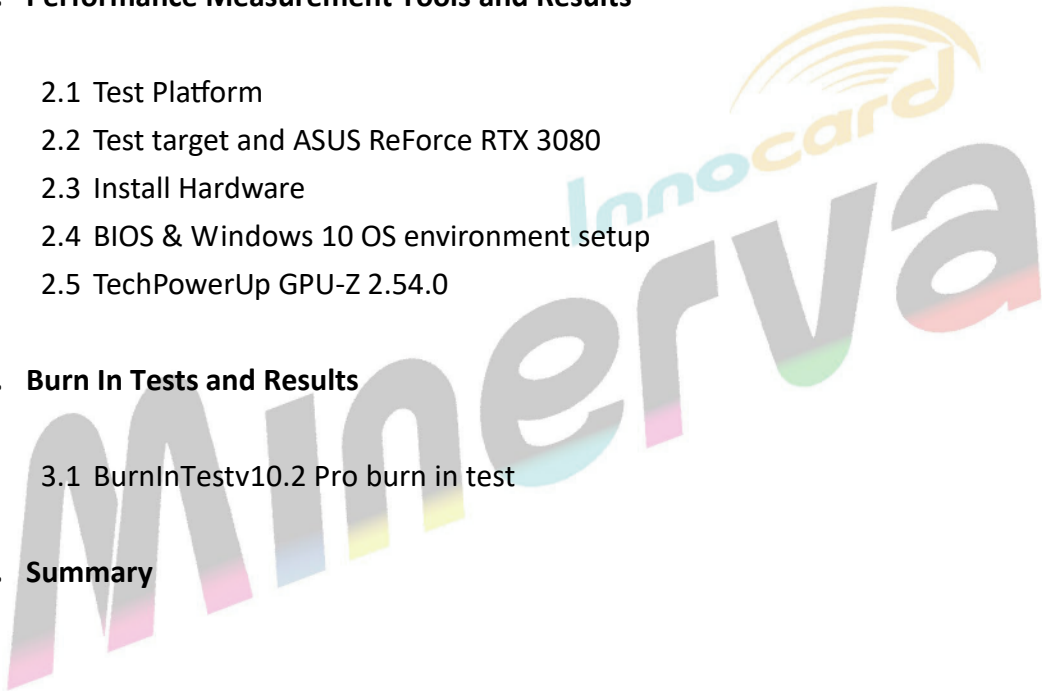 . Performance Measurement Tools and Results
2.1 Test Platform
2.2 Test target and ASUS ReForce RTX 3080
2.3 Install Hardware
2.4 BIOS & Windows 10 OS environment setup
2.5 TechPowerUp GPU-Z 2.54.0
. Burn In Tests and Results
3.1 BurnInTestv10.2 Pro burn in test
. Summary
Innocard
Minerva